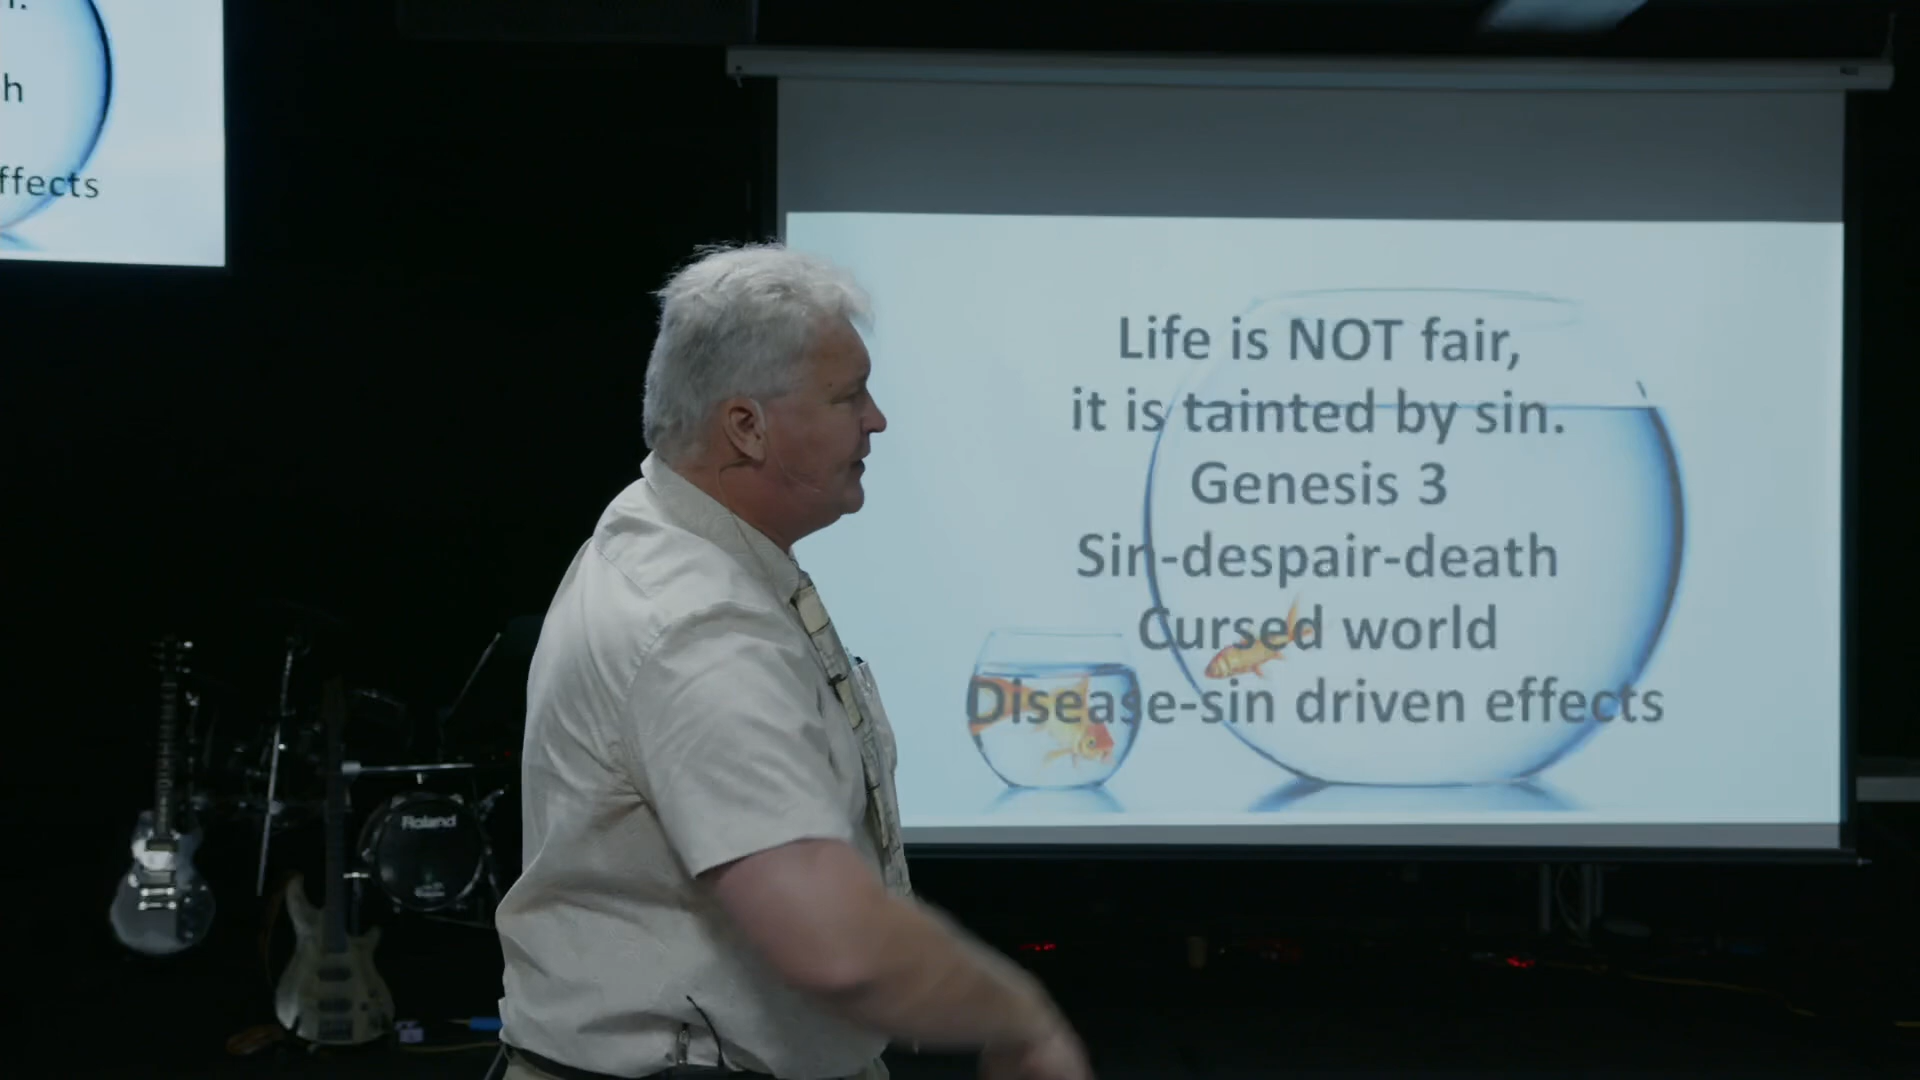 h
ffects
Life is NOT fair,
it is tainted by sin.
Genesis 3
Sin-despair-death
Cursed world
Disease-sin driven effects
Roland